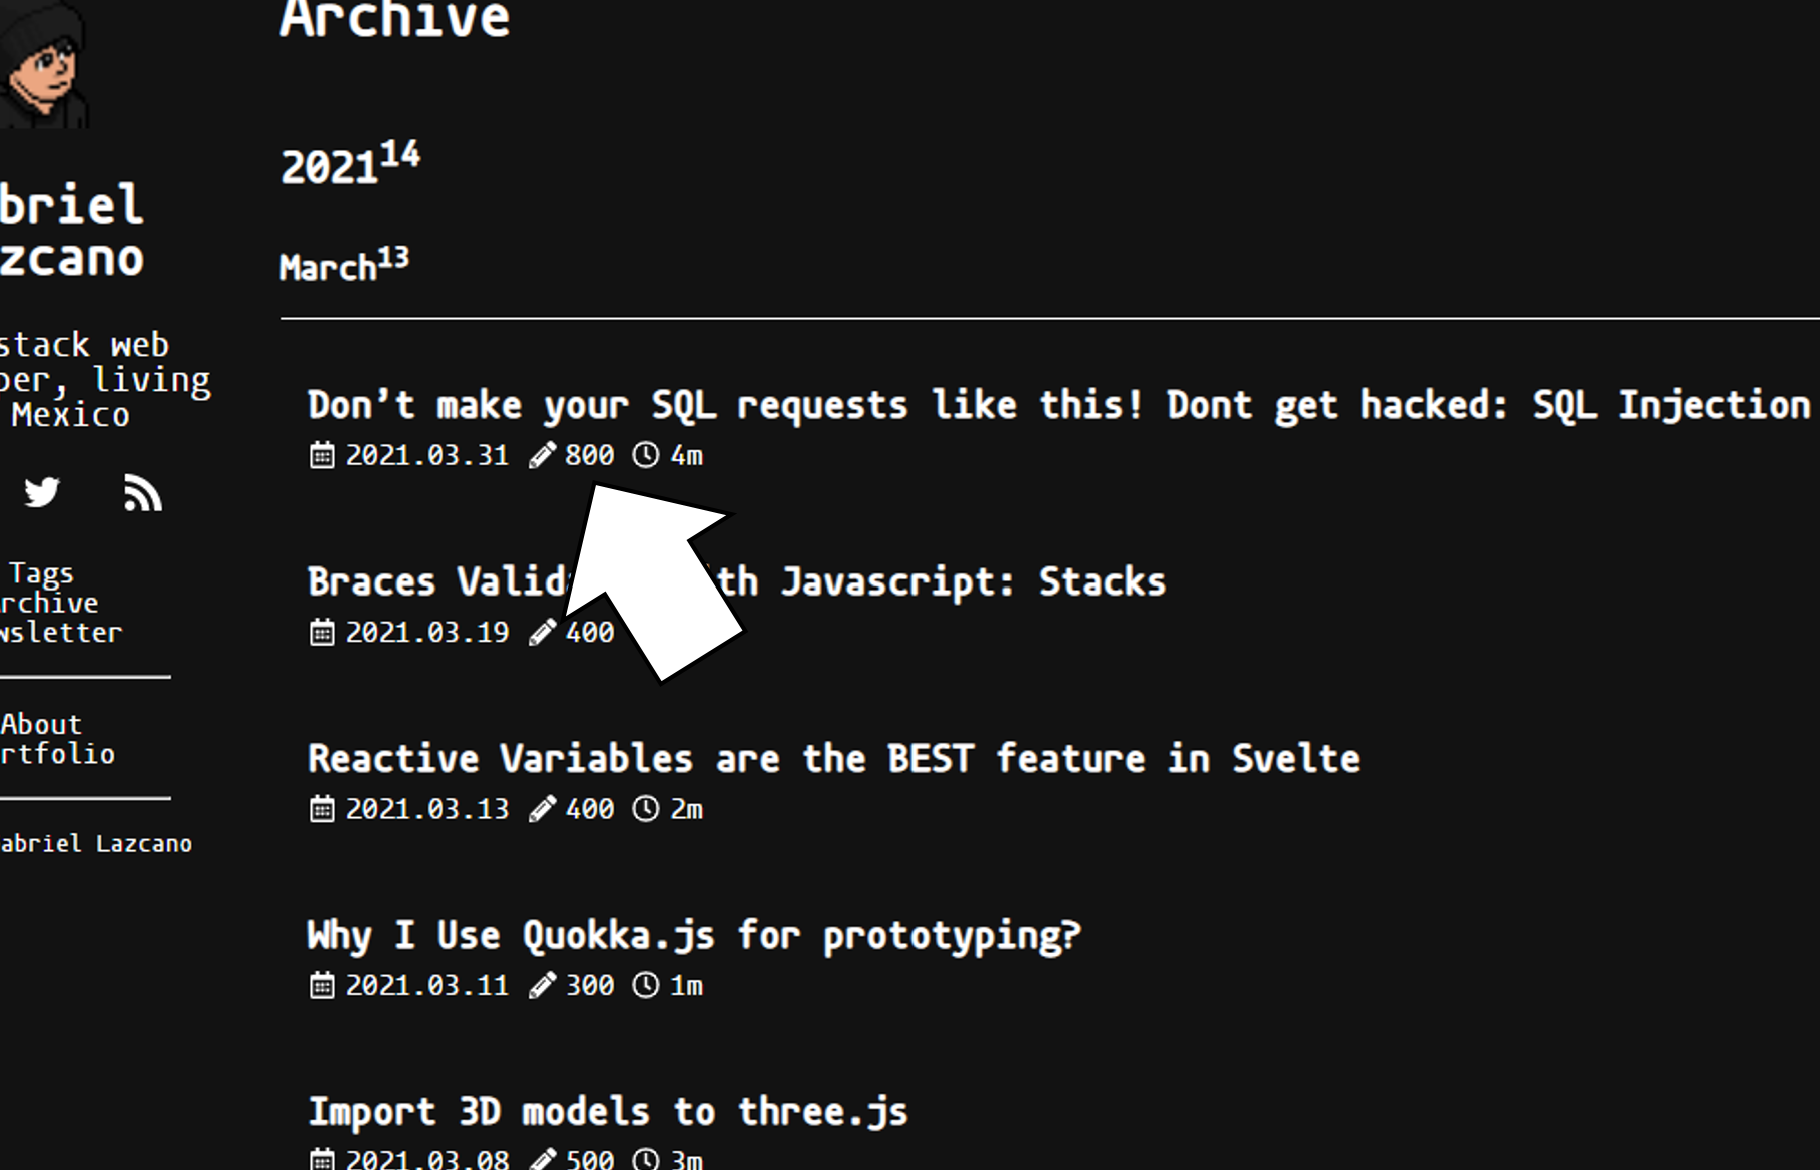 Archive
2021 14
March 13
briel
zcano
stack web
per, living
Mexico
Tags
rchive
wsletter
About
rtfolio
abriel Lazcano
Don't make your SQL requests like this! Dont get hacked: SQL Injection
2021.03.31 800 4m
Braces Javascript: Stacks
2021.03.19 400
Reactive Variables are the BEST feature in Svelte
2021.03.13 400 2m
Why I Use Quokka.js for prototyping?
2021.03.11 300 1m
Import 3D models to three.js
2021.03.08 500 3m